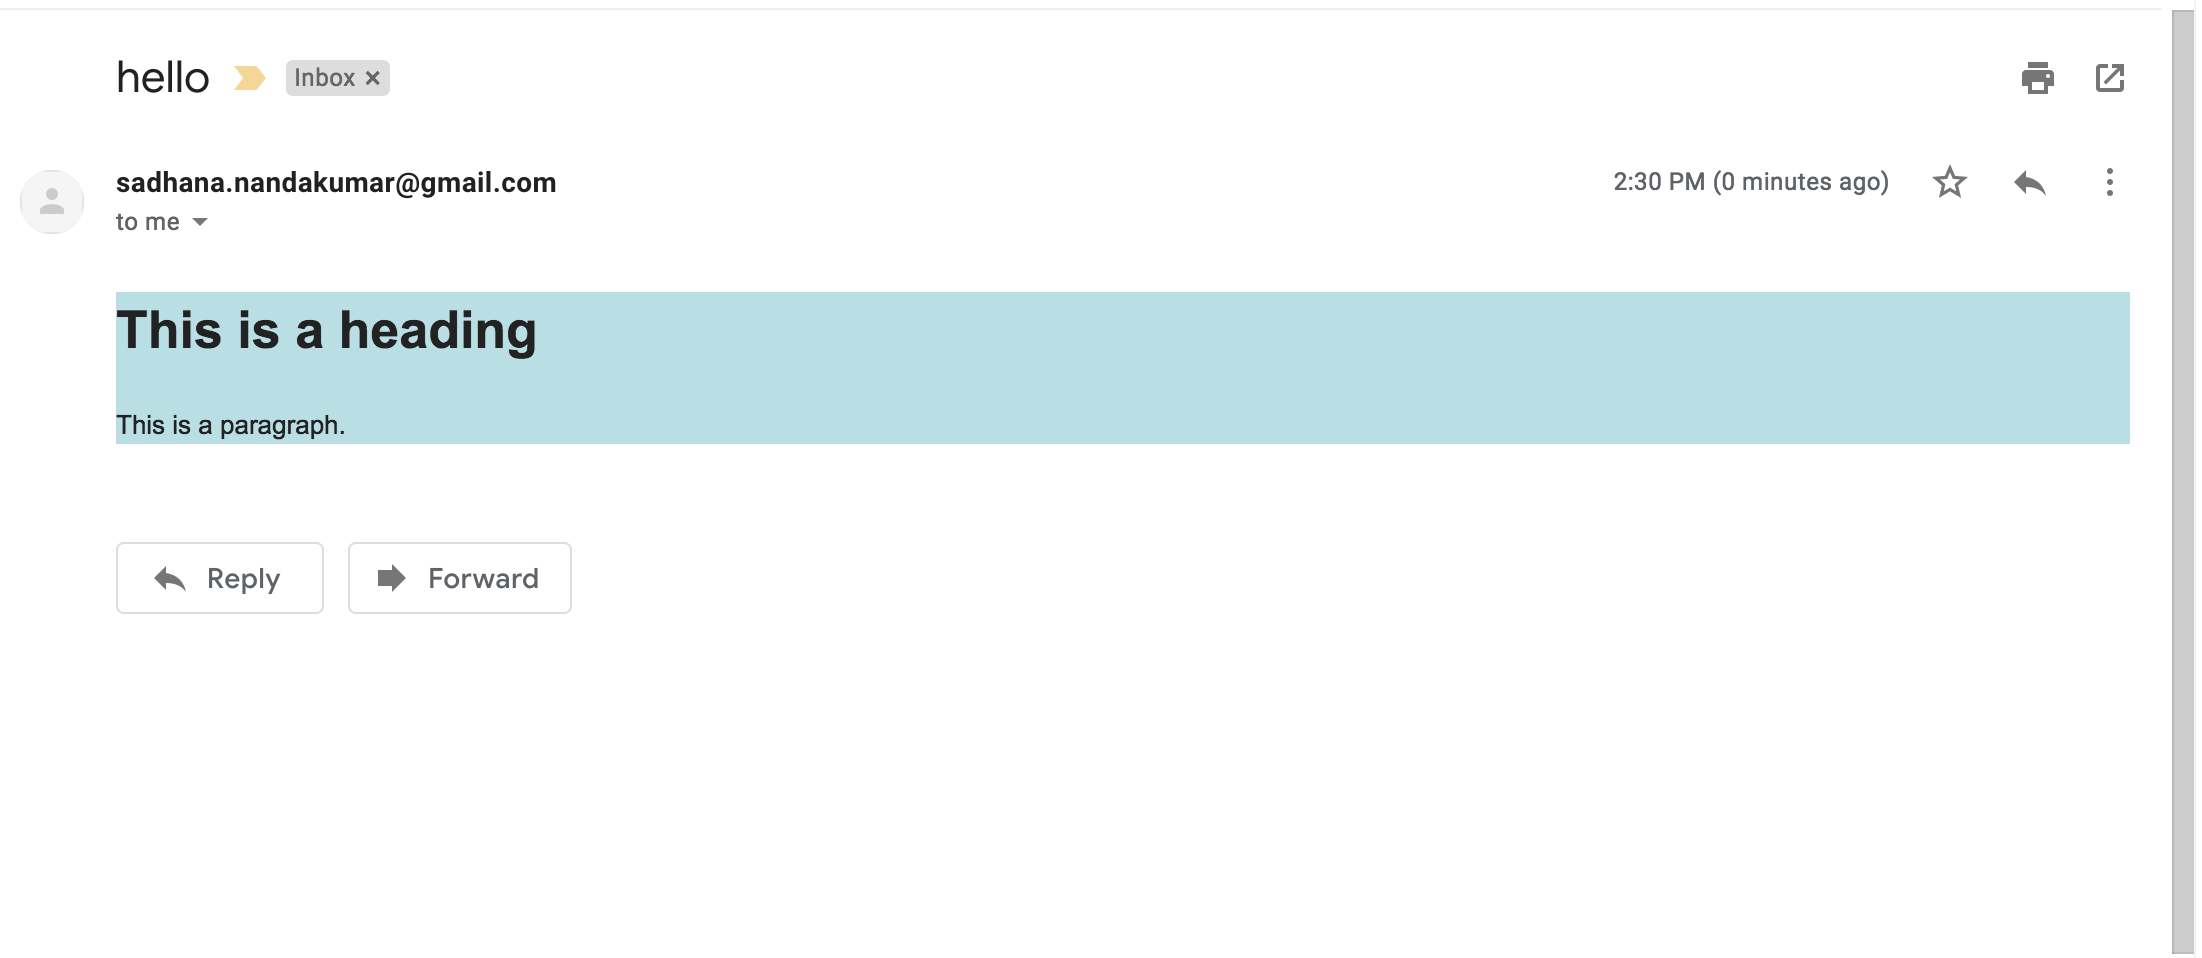 hello Inbox ×
sadhana.nandakumar@gmail.com
2:30 PM (0 minutes ago)
to me
This is a heading
This is a paragraph.
Reply
Forward